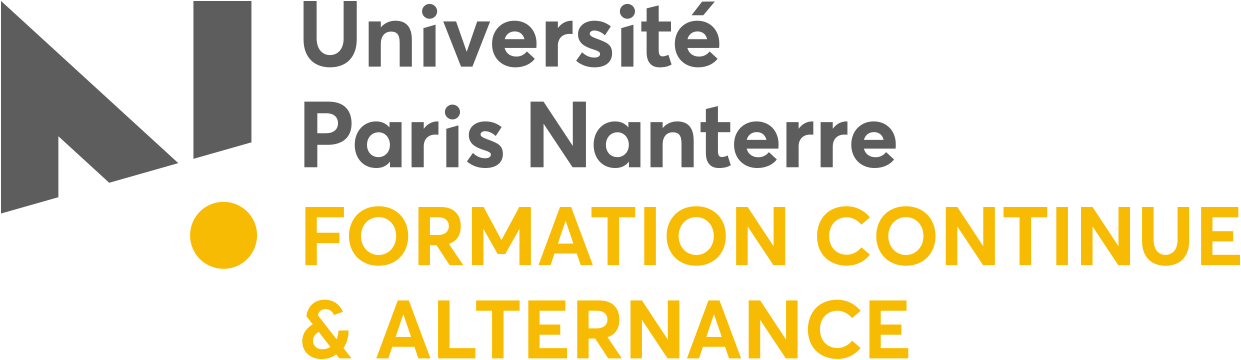 Université
Paris Nanterre
FORMATION CONTINUE
& ALTERNANCE